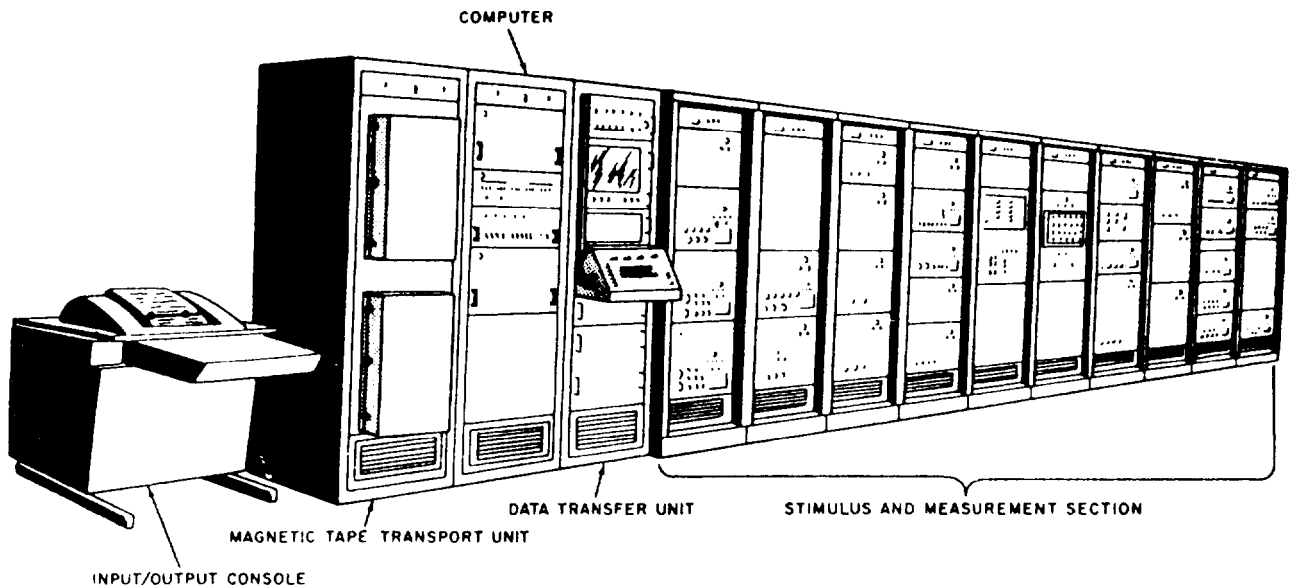 COMPUTER
DATA TRANSFER UNIT
STIMULUS AND MEASUREMENT SECTION
MAGNETIC TAPE TRANSPORT UNIT
INPUT/OUTPUT CONSOLE